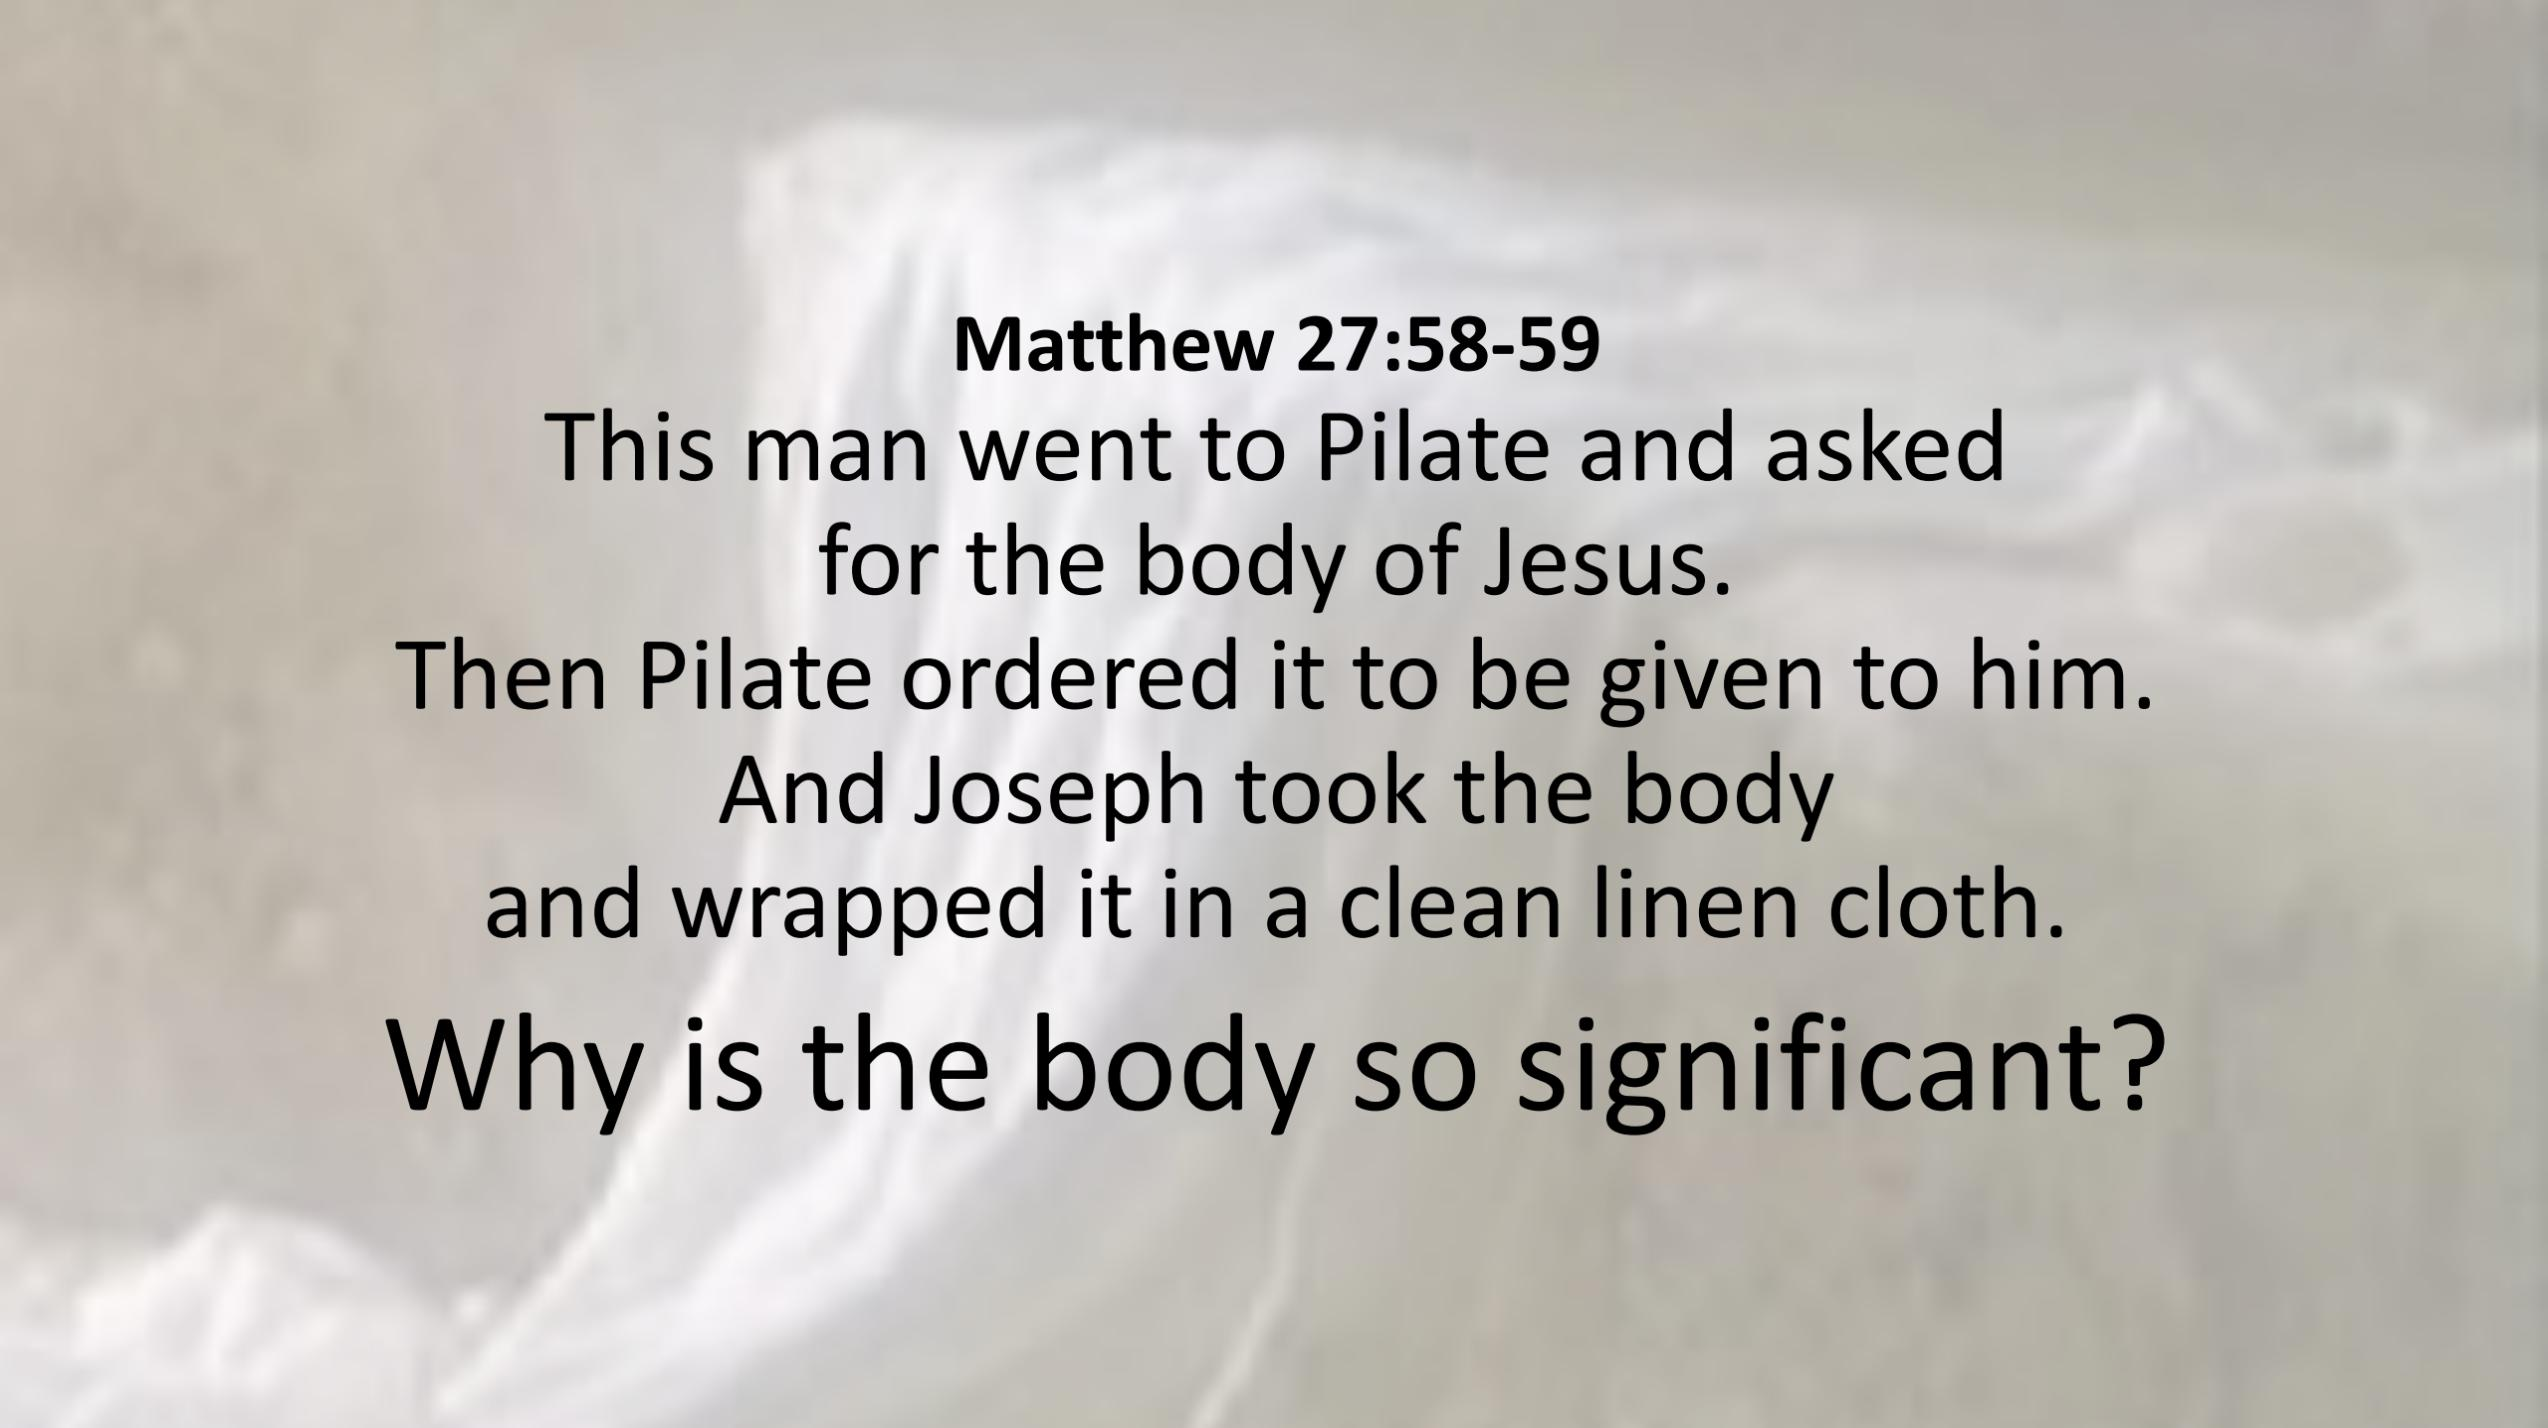 Matthew 27:58-59
This man went to Pilate and asked
for the body of Jesus.
Then Pilate ordered it to be given to him.
And Joseph took the body
and wrapped it in a clean linen cloth.
Why is the body so significant?